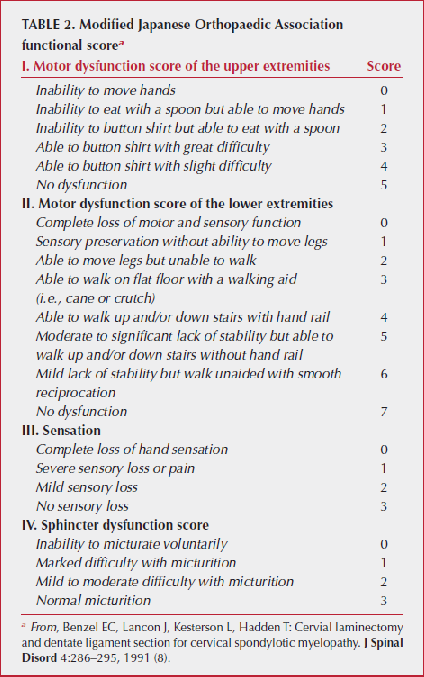 TABLE 2. Modified Japanese Orthopaedic Association
functional scoreᵃ
I. Motor dysfunction score of the upper extremities Score
Inability to move hands 0
Inability to eat with a spoon but able to move hands 1
Inability to button shirt but able to eat with a spoon 2
Able to button shirt with great difficulty 3
Able to button shirt with slight difficulty 4
No dysfunction 5
II. Motor dysfunction score of the lower extremities
Complete loss of motor and sensory function 0
Sensory preservation without ability to move legs 1
Able to move legs but unable to walk 2
Able to walk on flat floor with a walking aid 3
(i.e., cane or crutch)
Able to walk up and/or down stairs with hand rail 4
Moderate to significant lack of stability but able to 5
walk up and/or down stairs without hand rail
Mild lack of stability but walk unaided with smooth 6
reciprocation
No dysfunction 7
III. Sensation
Complete loss of hand sensation 0
Severe sensory loss or pain 1
Mild sensory loss 2
No sensory loss 3
IV. Sphincter dysfunction score
Inability to micturate voluntarily 0
Marked difficulty with micturition 1
Mild to moderate difficulty with micturition 2
Normal micturition 3
ᵃ From, Benzel EC, Lancon J, Kesterson L, Hadden T: Cervial laminectomy
and dentate ligament section for cervical spondylotic myelopathy. J Spinal
Disord 4:286–295, 1991 (8).